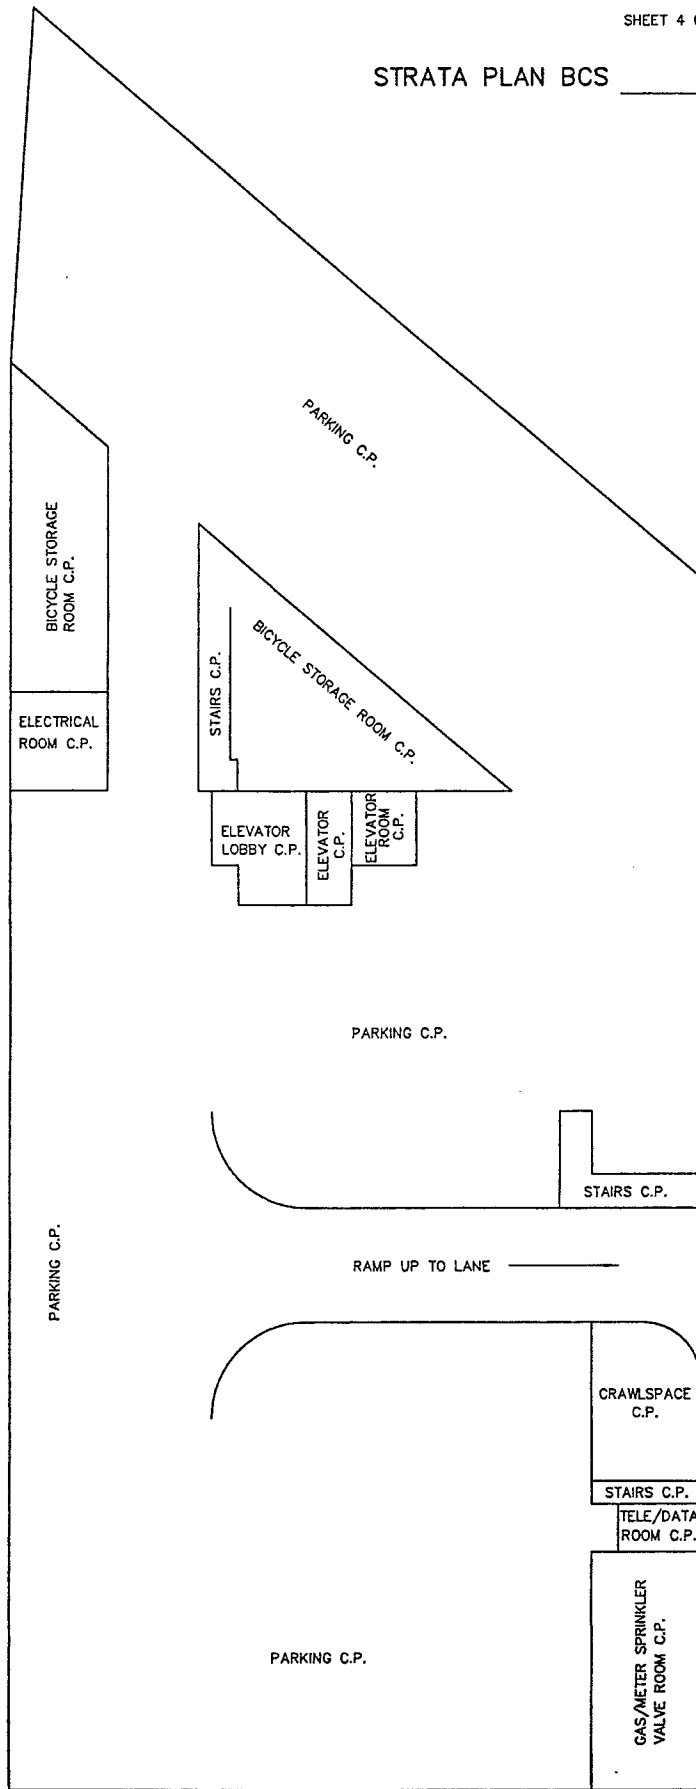 SHEET 4
STRATA PLAN BCS
PARKING C.P.
BICYCLE STORAGE
ROOM C.P.
STAIRS C.P.
BICYCLE STORAGE ROOM C.P.
ELECTRICAL
ROOM C.P.
ELEVATOR
LOBBY C.P.
ELEVATOR
C.P.
ELEVATOR
ROOM
C.P.
PARKING C.P.
STAIRS C.P.
PARKING C.P.
RAMP UP TO LANE
CRAWLSPACE
C.P.
STAIRS C.P.
TELE/DATA
ROOM C.P.
GAS/METER SPRINKLER
VALVE ROOM C.P.
PARKING C.P.